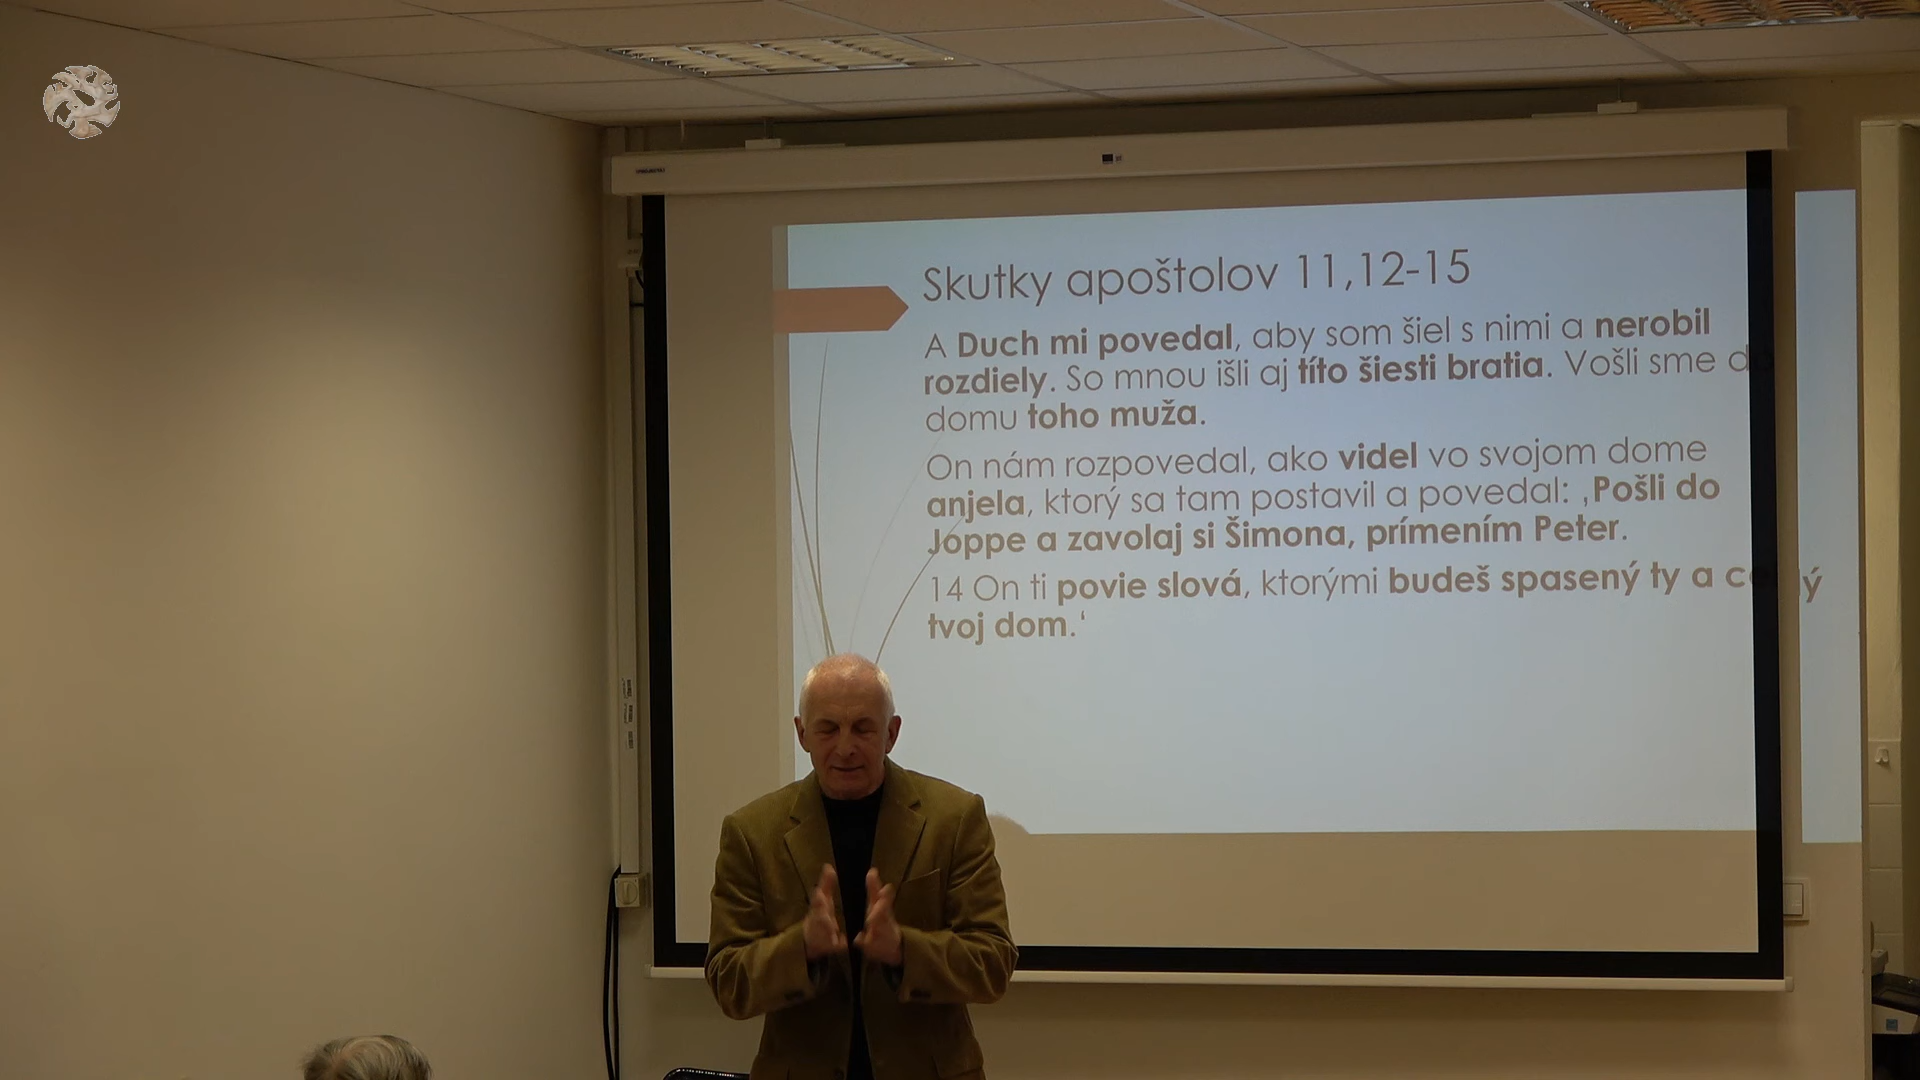 Skutky apoštolov 11,12-15
A Duch mi povedal, aby som šiel s nimi a nerobil
rozdiely. So mnou išli aj títo šiesti bratia. Vošli sme
domu toho muža.
On nám rozpovedal, ako videl vo svojom dome
anjela, ktorý sa tam postavil a povedal: ‚Pošli do
Joppe a zavolaj si Šimona, prímením Peter.
14 On ti povie slová, ktorými budeš spasený ty a
tvoj dom.‘